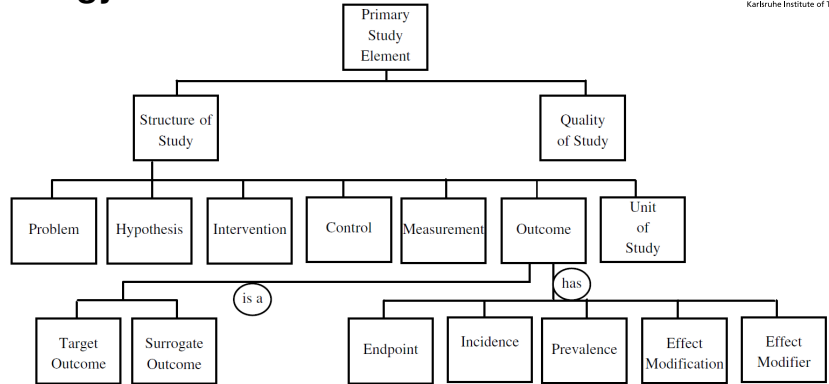 Karlsruhe Institute of T
Primary
Study
Element
Structure of
Study
Quality
of Study
Problem
Hypothesis
Intervention
Control
Measurement
Outcome
Unit
of
Study
is a
has
Target
Outcome
Surrogate
Outcome
Endpoint
Incidence
Prevalence
Effect
Modification
Effect
Modifier